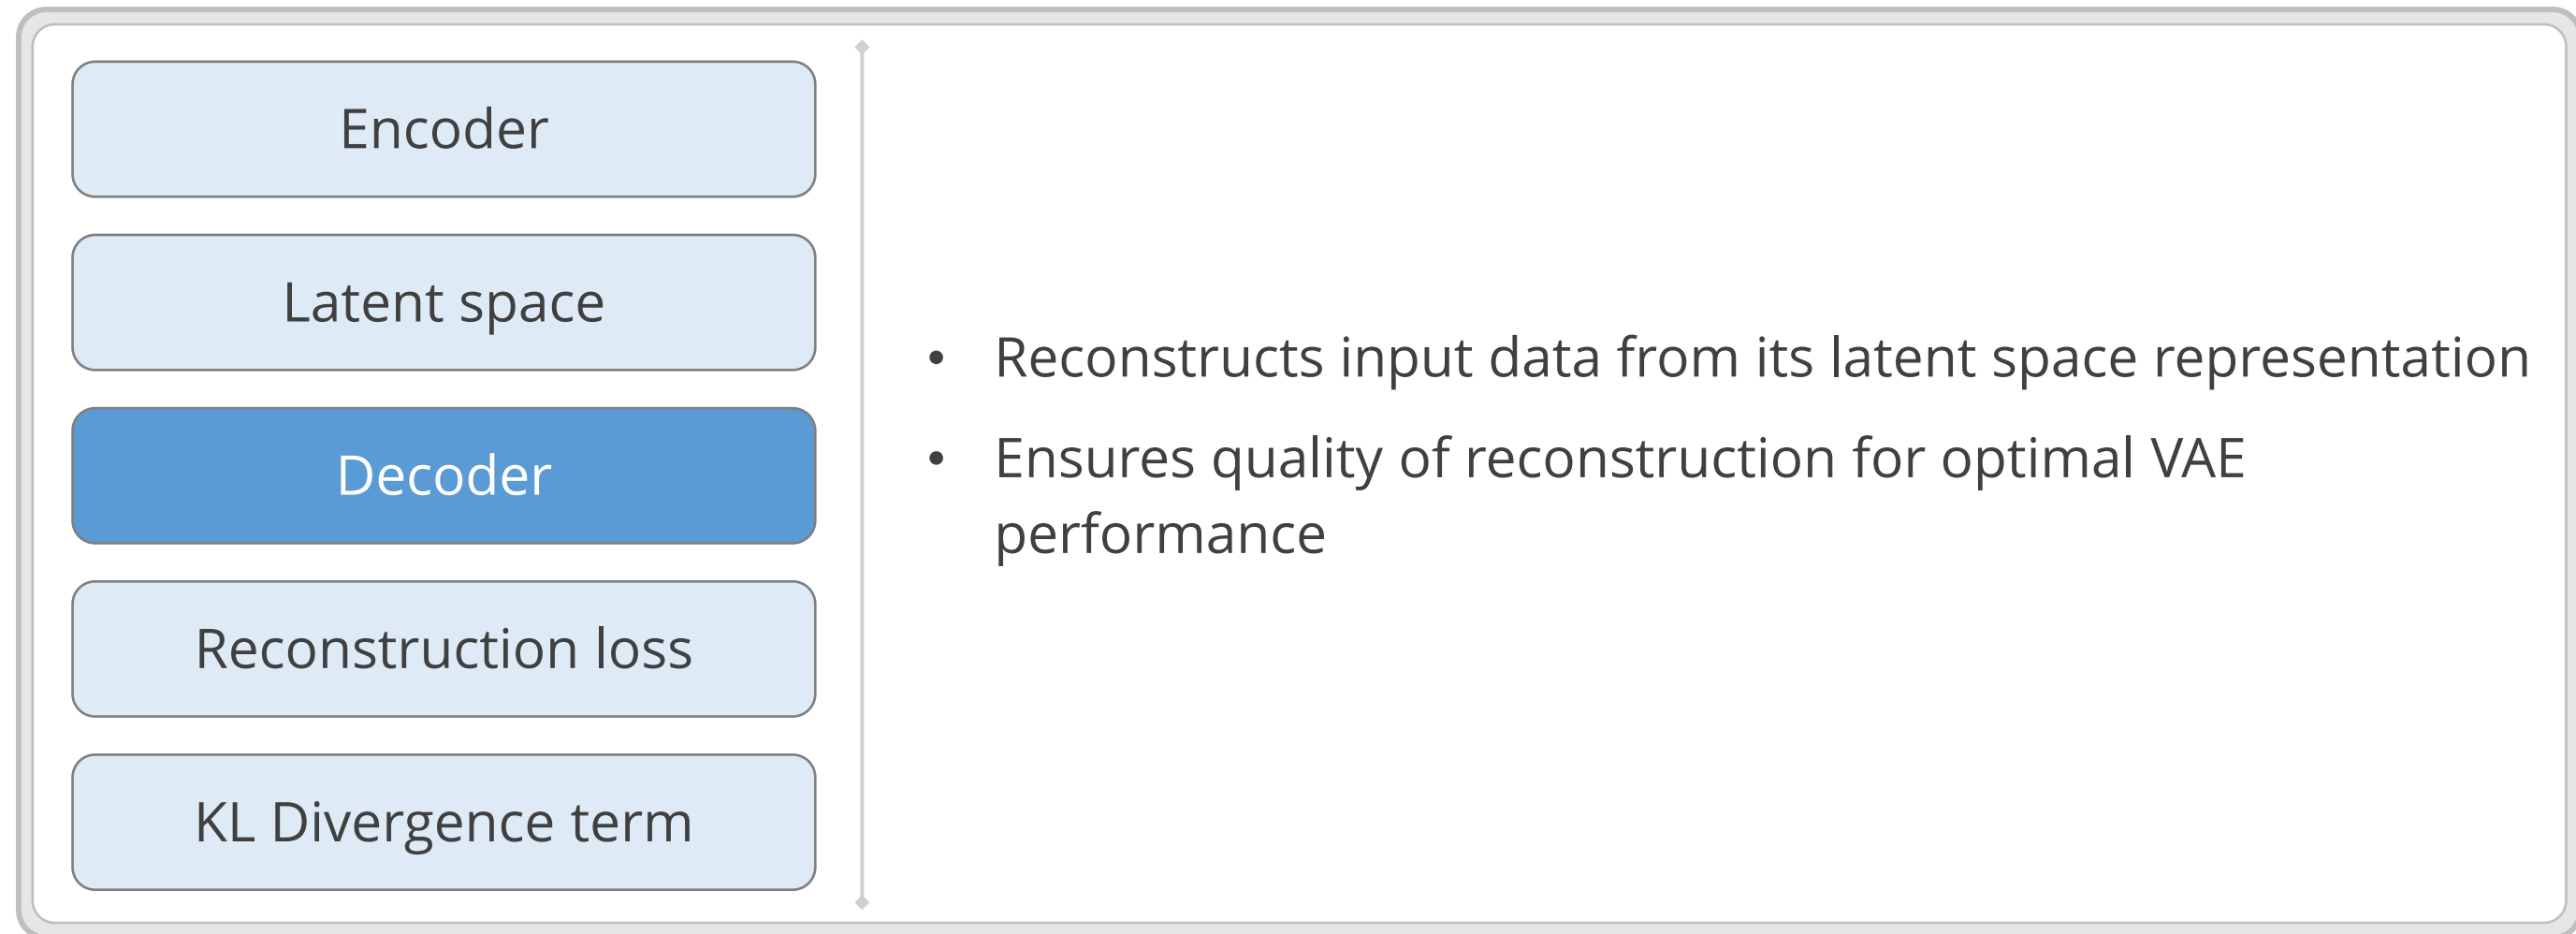 Encoder
Latent space
Decoder
Reconstruction loss
KL Divergence term
• Reconstructs input data from its latent space representation
• Ensures quality of reconstruction for optimal VAE
performance